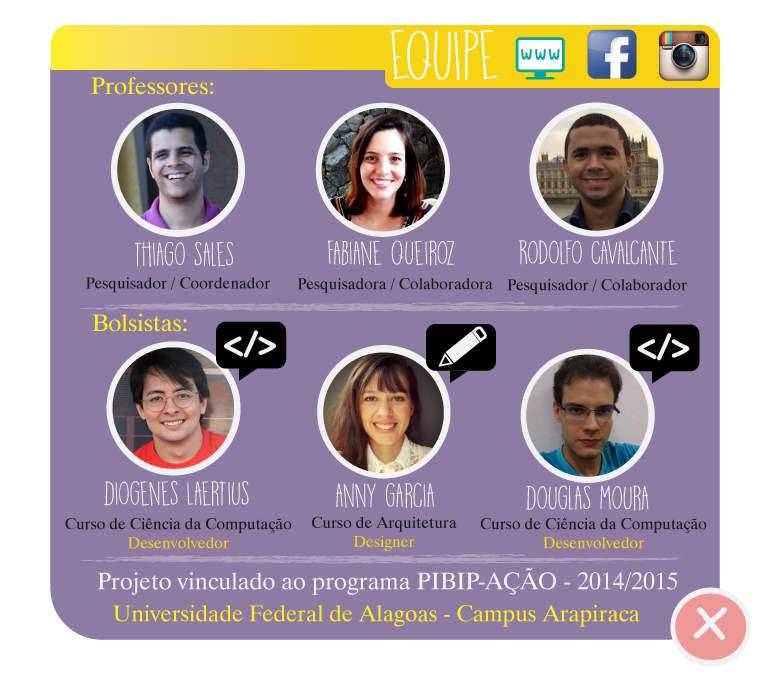 EQUIPE
www
Professores:
THIAGO SALES
FABIANE QUEIROZ
RODOLFO CAVALCANTE
Pesquisador / Coordenador
Pesquisadora / Colaboradora
Pesquisador / Colaborador
Bolsistas:
</>
</>
DIOGENES LAERTIUS
ANNY GARCIA
DOUGLAS MOURA
Curso de Ciência da Computação
Curso de Arquitetura
Curso de Ciência da Computação
Desenvolvedor
Designer
Desenvolvedor
Projeto vinculado ao programa PIBIP-AÇÃO - 2014/2015
Universidade Federal de Alagoas - Campus Arapiraca